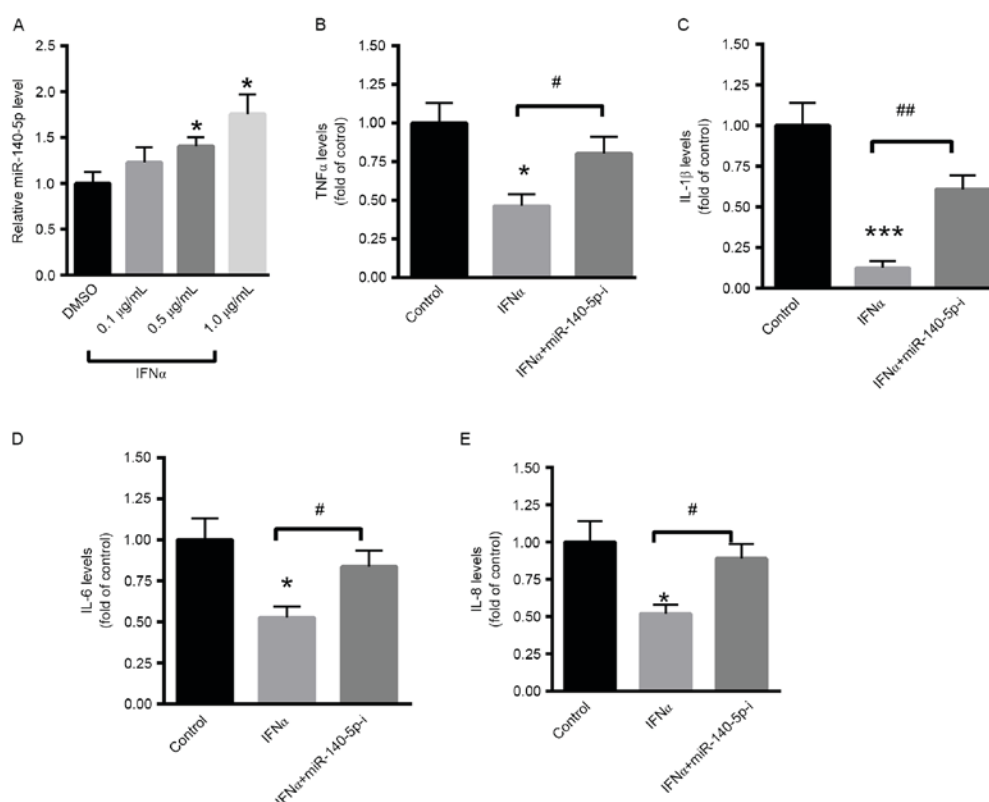 A
Relative miR-140-5p level
2.5
2.0
1.5
1.0
0.5
0.0
*
*
DMSO
0.1 µg/mL
0.5 µg/mL
1.0 µg/mL
IFNα
B
TNFα levels
(fold of cotrol)
1.50
1.25
1.00
0.75
0.50
0.25
0.00
#
*
Control
IFNα
IFNα+miR-140-5p-i
C
IL-1β levels
(fold of control)
1.50
1.25
1.00
0.75
0.50
0.25
0.00
##
***
Control
IFNα
IFNα+miR-140-5p-i
D
IL-6 levels
(fold of control)
1.50
1.25
1.00
0.75
0.50
0.25
0.00
#
*
Control
IFNα
IFNα+miR-140-5p-i
E
IL-8 levels
(fold of control)
1.50
1.25
1.00
0.75
0.50
0.25
0.00
#
*
Control
IFNα
IFNα+miR-140-5p-i